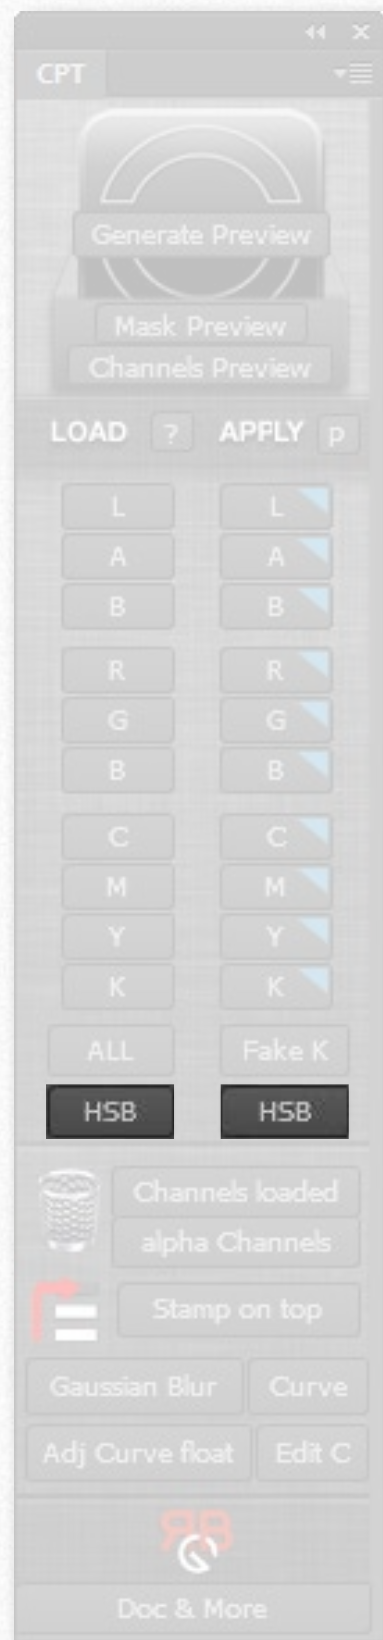 CPT
Generate Preview
Mask Preview
Channels Preview
LOAD ? APPLY p
L L
A A
B B
R R
G G
B B
C C
M M
Y Y
K K
ALL Fake K
HSB HSB
Channels loaded
alpha Channels
Stamp on top
Gaussian Blur Curve
Adj Curve float Edit C
RB
Doc & More